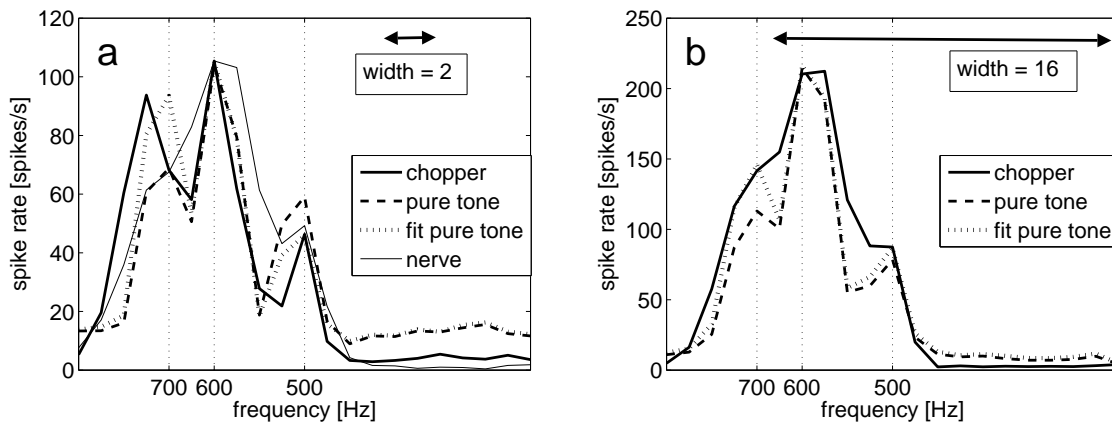 a
width = 2
120
100
80
60
40
20
0
spike rate [spikes/s]
chopper
pure tone
fit pure tone
nerve
700 600 500
frequency [Hz]
b
width = 16
250
200
150
100
50
0
spike rate [spikes/s]
chopper
pure tone
fit pure tone
700 600 500
frequency [Hz]